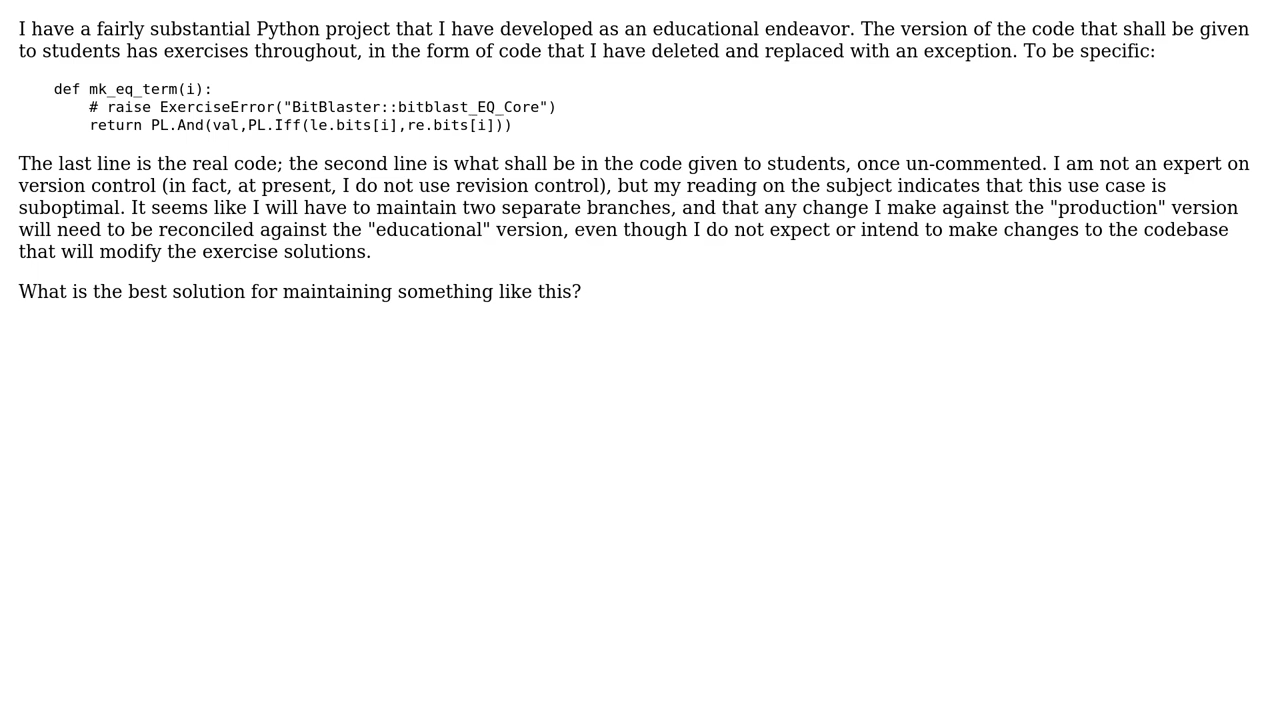 I have a fairly substantial Python project that I have developed as an educational endeavor. The version of the code that shall be given
to students has exercises throughout, in the form of code that I have deleted and replaced with an exception. To be specific:
def mk_eq_term(i):
    # raise ExerciseError("BitBlaster::bitblast_EQ_Core")
    return PL.And(val,PL.Iff(le.bits[i],re.bits[i]))
The last line is the real code; the second line is what shall be in the code given to students, once un-commented. I am not an expert on
version control (in fact, at present, I do not use revision control), but my reading on the subject indicates that this use case is
suboptimal. It seems like I will have to maintain two separate branches, and that any change I make against the "production" version
will need to be reconciled against the "educational" version, even though I do not expect or intend to make changes to the codebase
that will modify the exercise solutions.
What is the best solution for maintaining something like this?